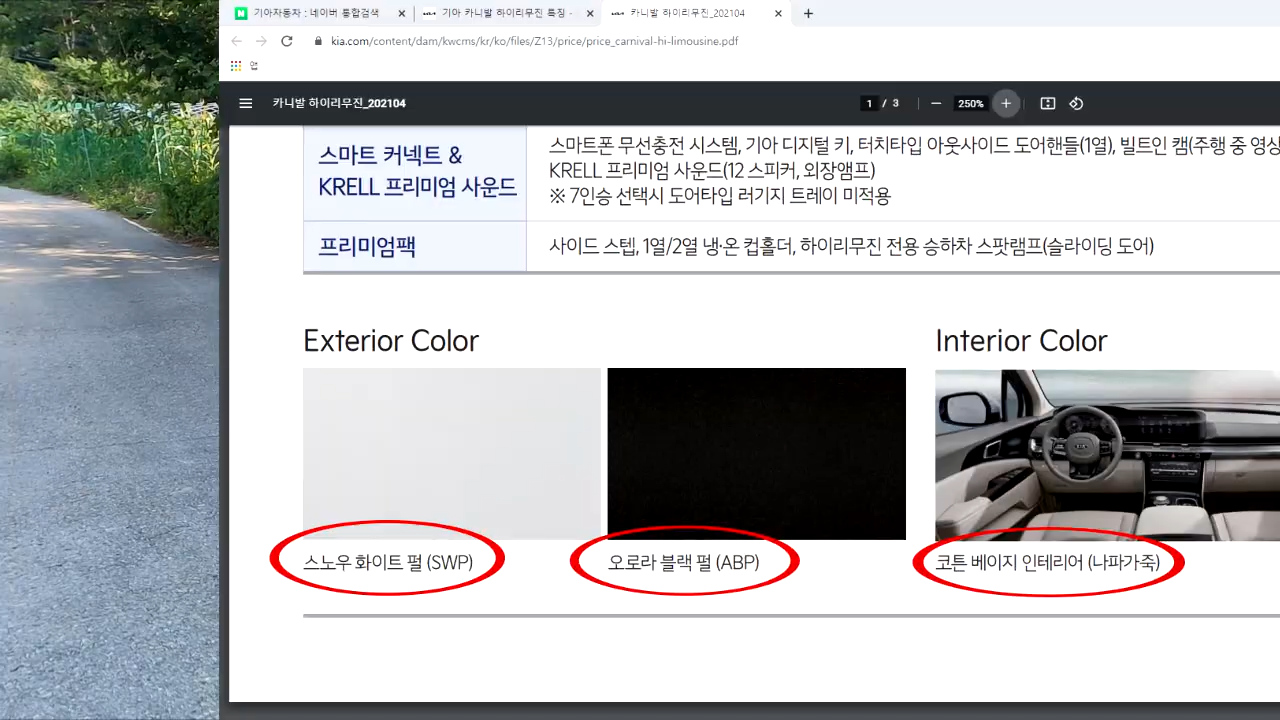 기아자동차 : 네이버 통합검색
기아 카니발 하이리무진 특징 -
카니발 하이리무진_202104
kia.com/content/dam/kwcms/kr/ko/files/Z13/price/price_carnival-hi-limousine.pdf
앱
카니발 하이리무진_202104
1 / 3
250%
스마트 커넥트 &
KRELL 프리미엄 사운드
스마트폰 무선충전 시스템, 기아 디지털 키, 터치타입 아웃사이드 도어핸들(1열), 빌트인 캠(주행 중 영상
KRELL 프리미엄 사운드(12 스피커, 외장앰프)
※ 7인승 선택시 도어타입 러기지 트레이 미적용
프리미엄팩
사이드 스텝, 1열/2열 냉·온 컵홀더, 하이리무진 전용 승하차 스팟램프(슬라이딩 도어)
Exterior Color
Interior Color
스노우 화이트 펄 (SWP)
오로라 블랙 펄 (ABP)
코튼 베이지 인테리어 (나파가죽)